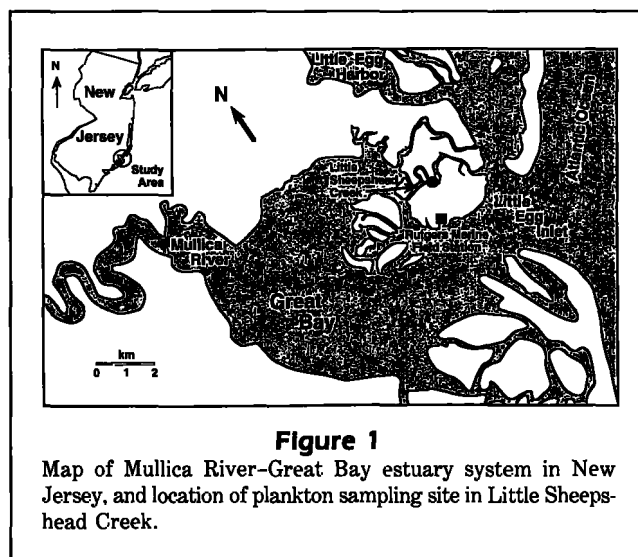 N
New
Jersey
Study
Area
N
Little Egg
Harbor
Atlantic Ocean
Little
Sheepshead
Creek
Little Egg
Inlet
Rutgers Marine
Field Station
Mullica
River
Great
Bay
km
0 1 2
Figure 1
Map of Mullica River–Great Bay estuary system in New
Jersey, and location of plankton sampling site in Little Sheeps-
head Creek.